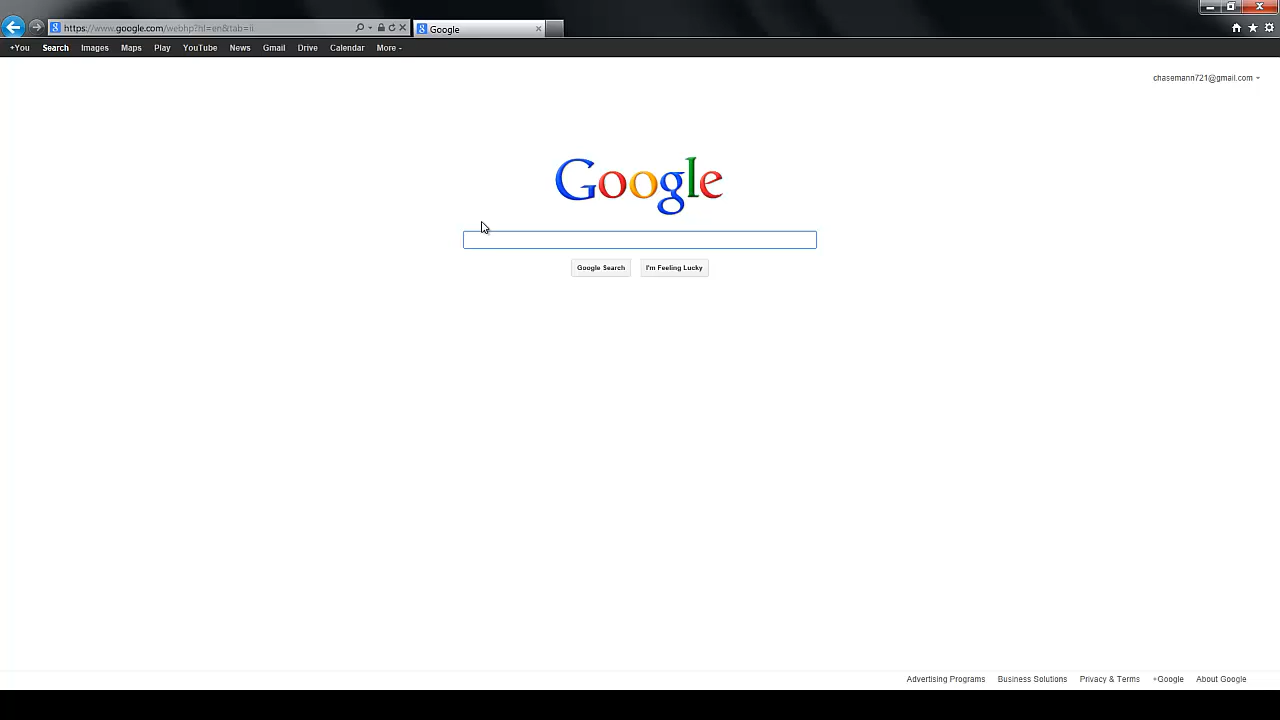 https://www.google.com/webhp?hl=en&tab=ii
Google
+You Search Images Maps Play YouTube News Gmail Drive Calendar More
chasemann721@gmail.com
Google
Google Search I'm Feeling Lucky
Advertising Programs Business Solutions Privacy & Terms +Google About Google